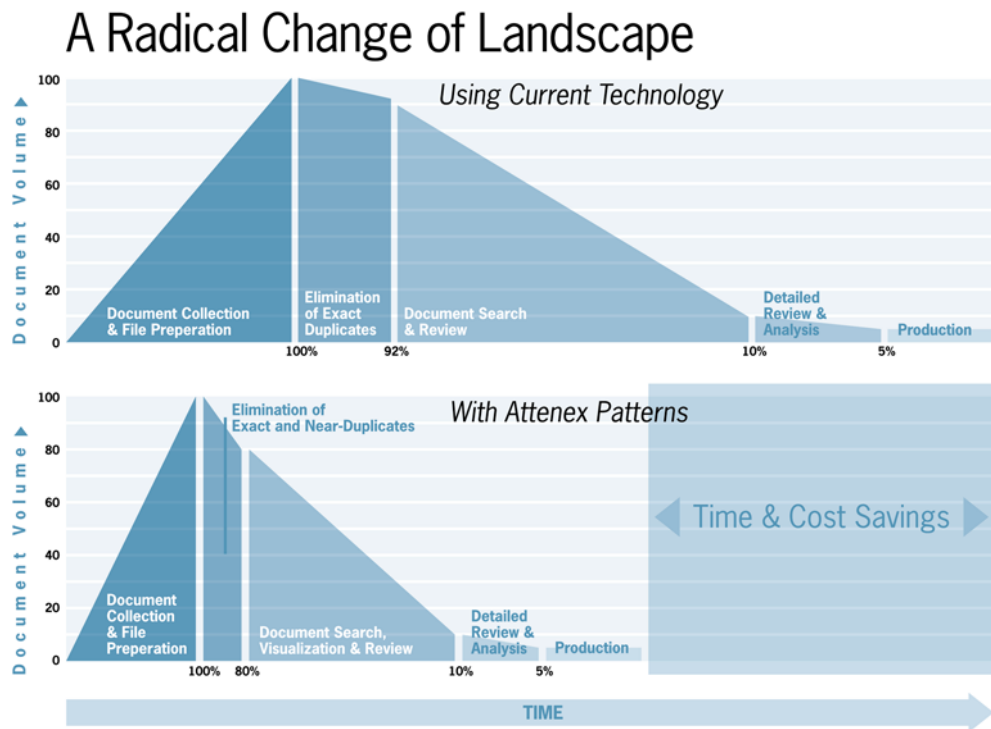 A Radical Change of Landscape
Using Current Technology
Document Volume ▲
100
80
60
40
20
0
Document Collection
& File Preperation
Elimination
of Exact
Duplicates
Document Search
& Review
Detailed
Review &
Analysis
Production
100%
92%
10%
5%
With Attenex Patterns
Document Volume ▲
100
80
60
40
20
0
Elimination of
Exact and Near-Duplicates
Time & Cost Savings
Document
Collection
& File
Preperation
Document Search,
Visualization & Review
Detailed
Review &
Analysis
Production
100%
80%
10%
5%
TIME